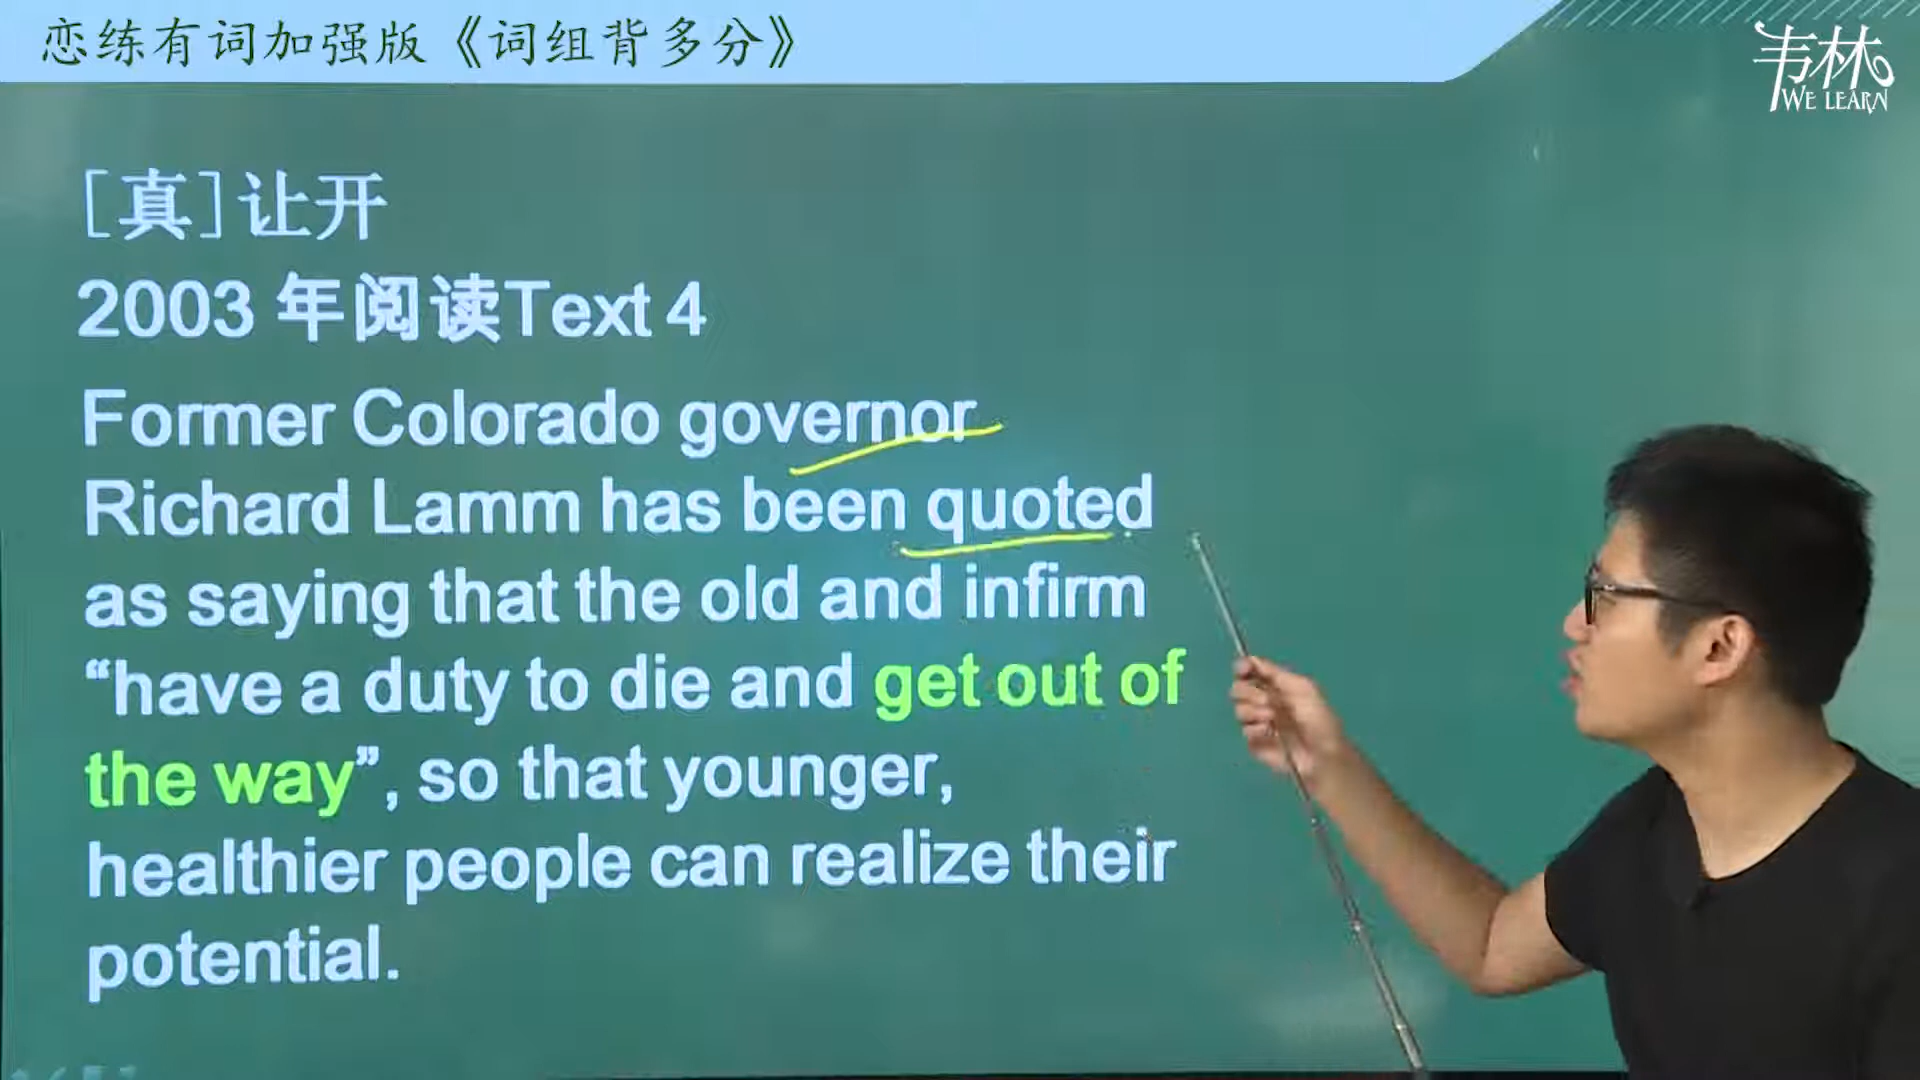 恋练有词加强版《词组背多分》
韦林
WE LEARN
[真]让开
2003 年阅读Text 4
Former Colorado governor
Richard Lamm has been quoted
as saying that the old and infirm
“have a duty to die and get out of
the way”, so that younger,
healthier people can realize their
potential.